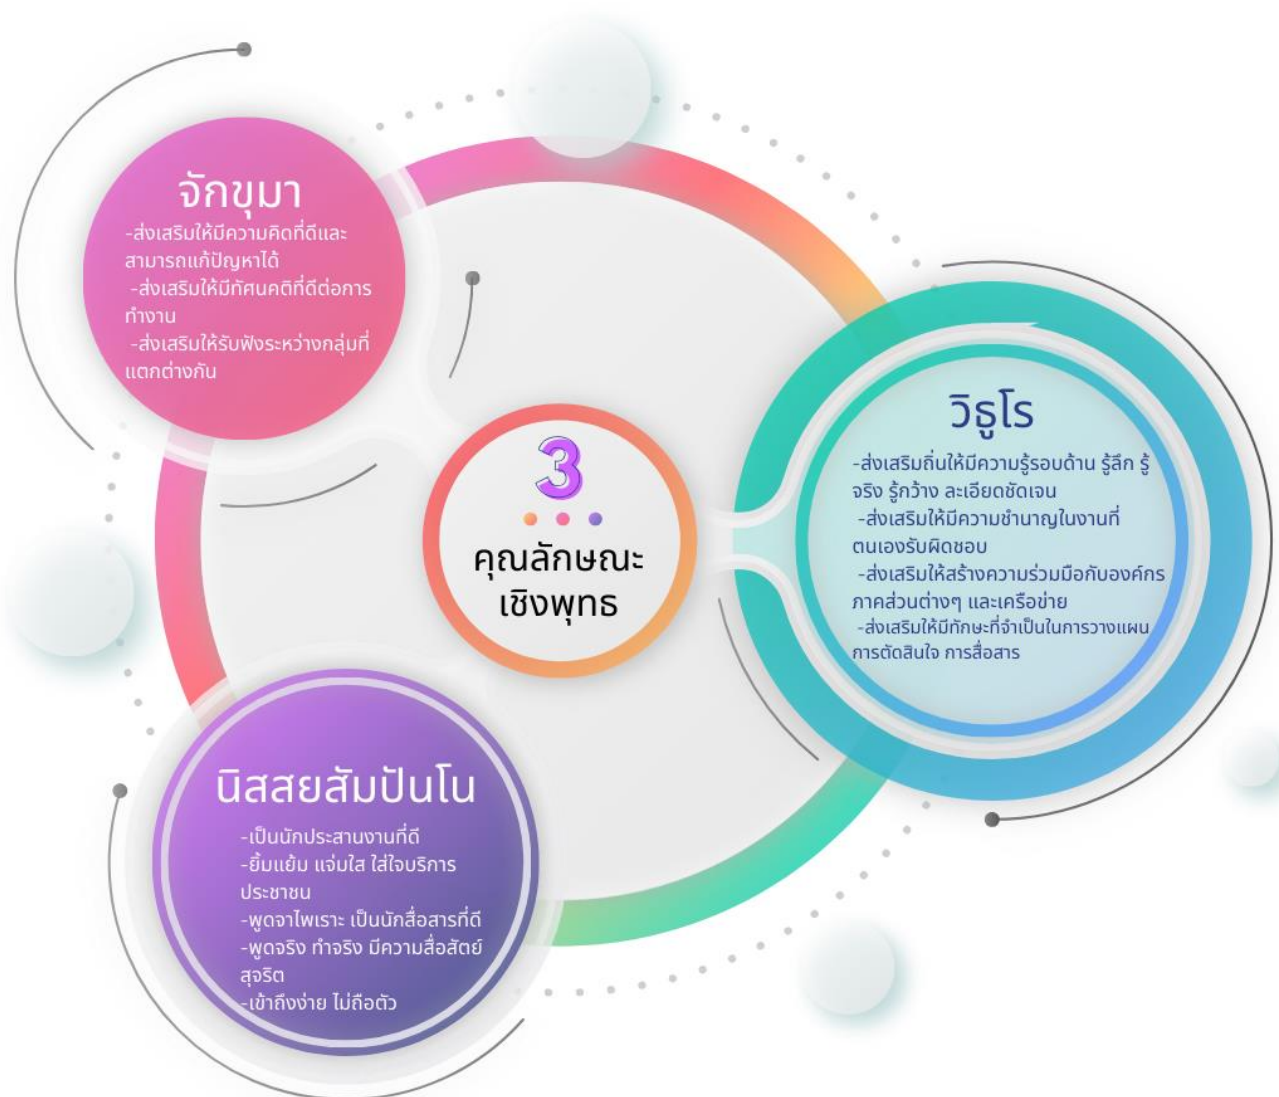 จักขุมา
-ส่งเสริมให้มีความคิดที่ดีและ
สามารถแก้ปัญหาได้
-ส่งเสริมให้มีทัศนคติที่ดีต่อการ
ทำงาน
-ส่งเสริมให้รับฟังระหว่างกลุ่มที่
แตกต่างกัน
3
คุณลักษณะ
เชิงพุทธ
วิธูโร
-ส่งเสริมถิ่นให้มีความรู้รอบด้าน รู้ลึก รู้
จริง รู้กว้าง ละเอียดชัดเจน
-ส่งเสริมให้มีความชำนาญในงานที่
ตนเองรับผิดชอบ
-ส่งเสริมให้สร้างความร่วมมือกับองค์กร
ภาคส่วนต่างๆ และเครือข่าย
-ส่งเสริมให้มีทักษะที่จำเป็นในการวางแผน
การตัดสินใจ การสื่อสาร
นิสสยสัมปันโน
-เป็นนักประสานงานที่ดี
-ยิ้มแย้ม แจ่มใส ใส่ใจบริการ
ประชาชน
-พูดจาไพเราะ เป็นนักสื่อสารที่ดี
-พูดจริง ทำจริง มีความสื่อสัตย์
สุจริต
-เข้าถึงง่าย ไม่ถือตัว